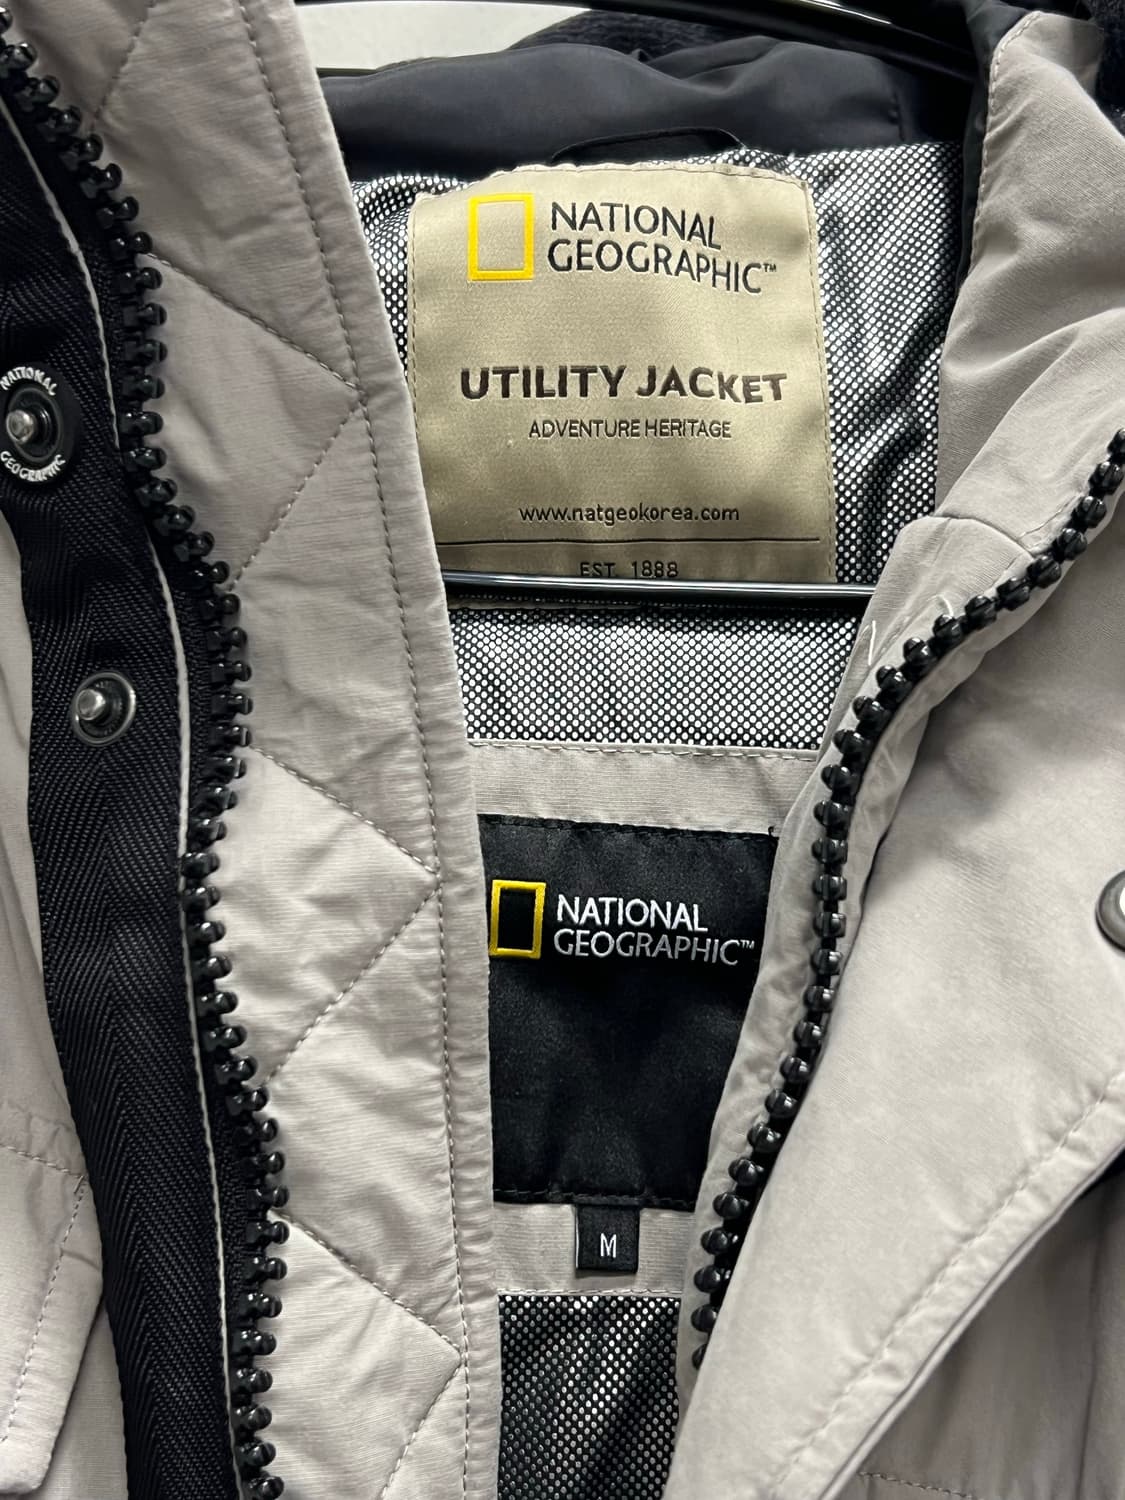 NATIONAL
GEOGRAPHIC™
UTILITY JACKET
ADVENTURE HERITAGE
www.natgeokorea.com
EST. 1888
NATIONAL
GEOGRAPHIC
NATIONAL
GEOGRAPHIC™
M